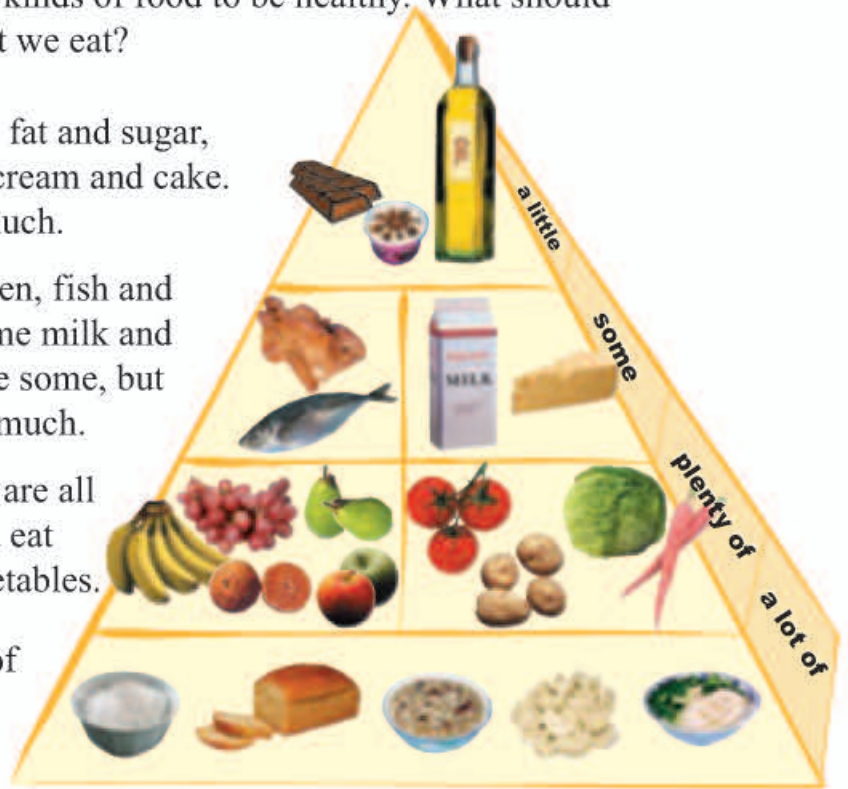 kinds of food to be healthy. What should
t we eat?
fat and sugar,
cream and cake.
uch.
en, fish and
me milk and
e some, but
much.
are all
eat
etables.
of
OIL
a little
MILK
some
plenty of
a lot of